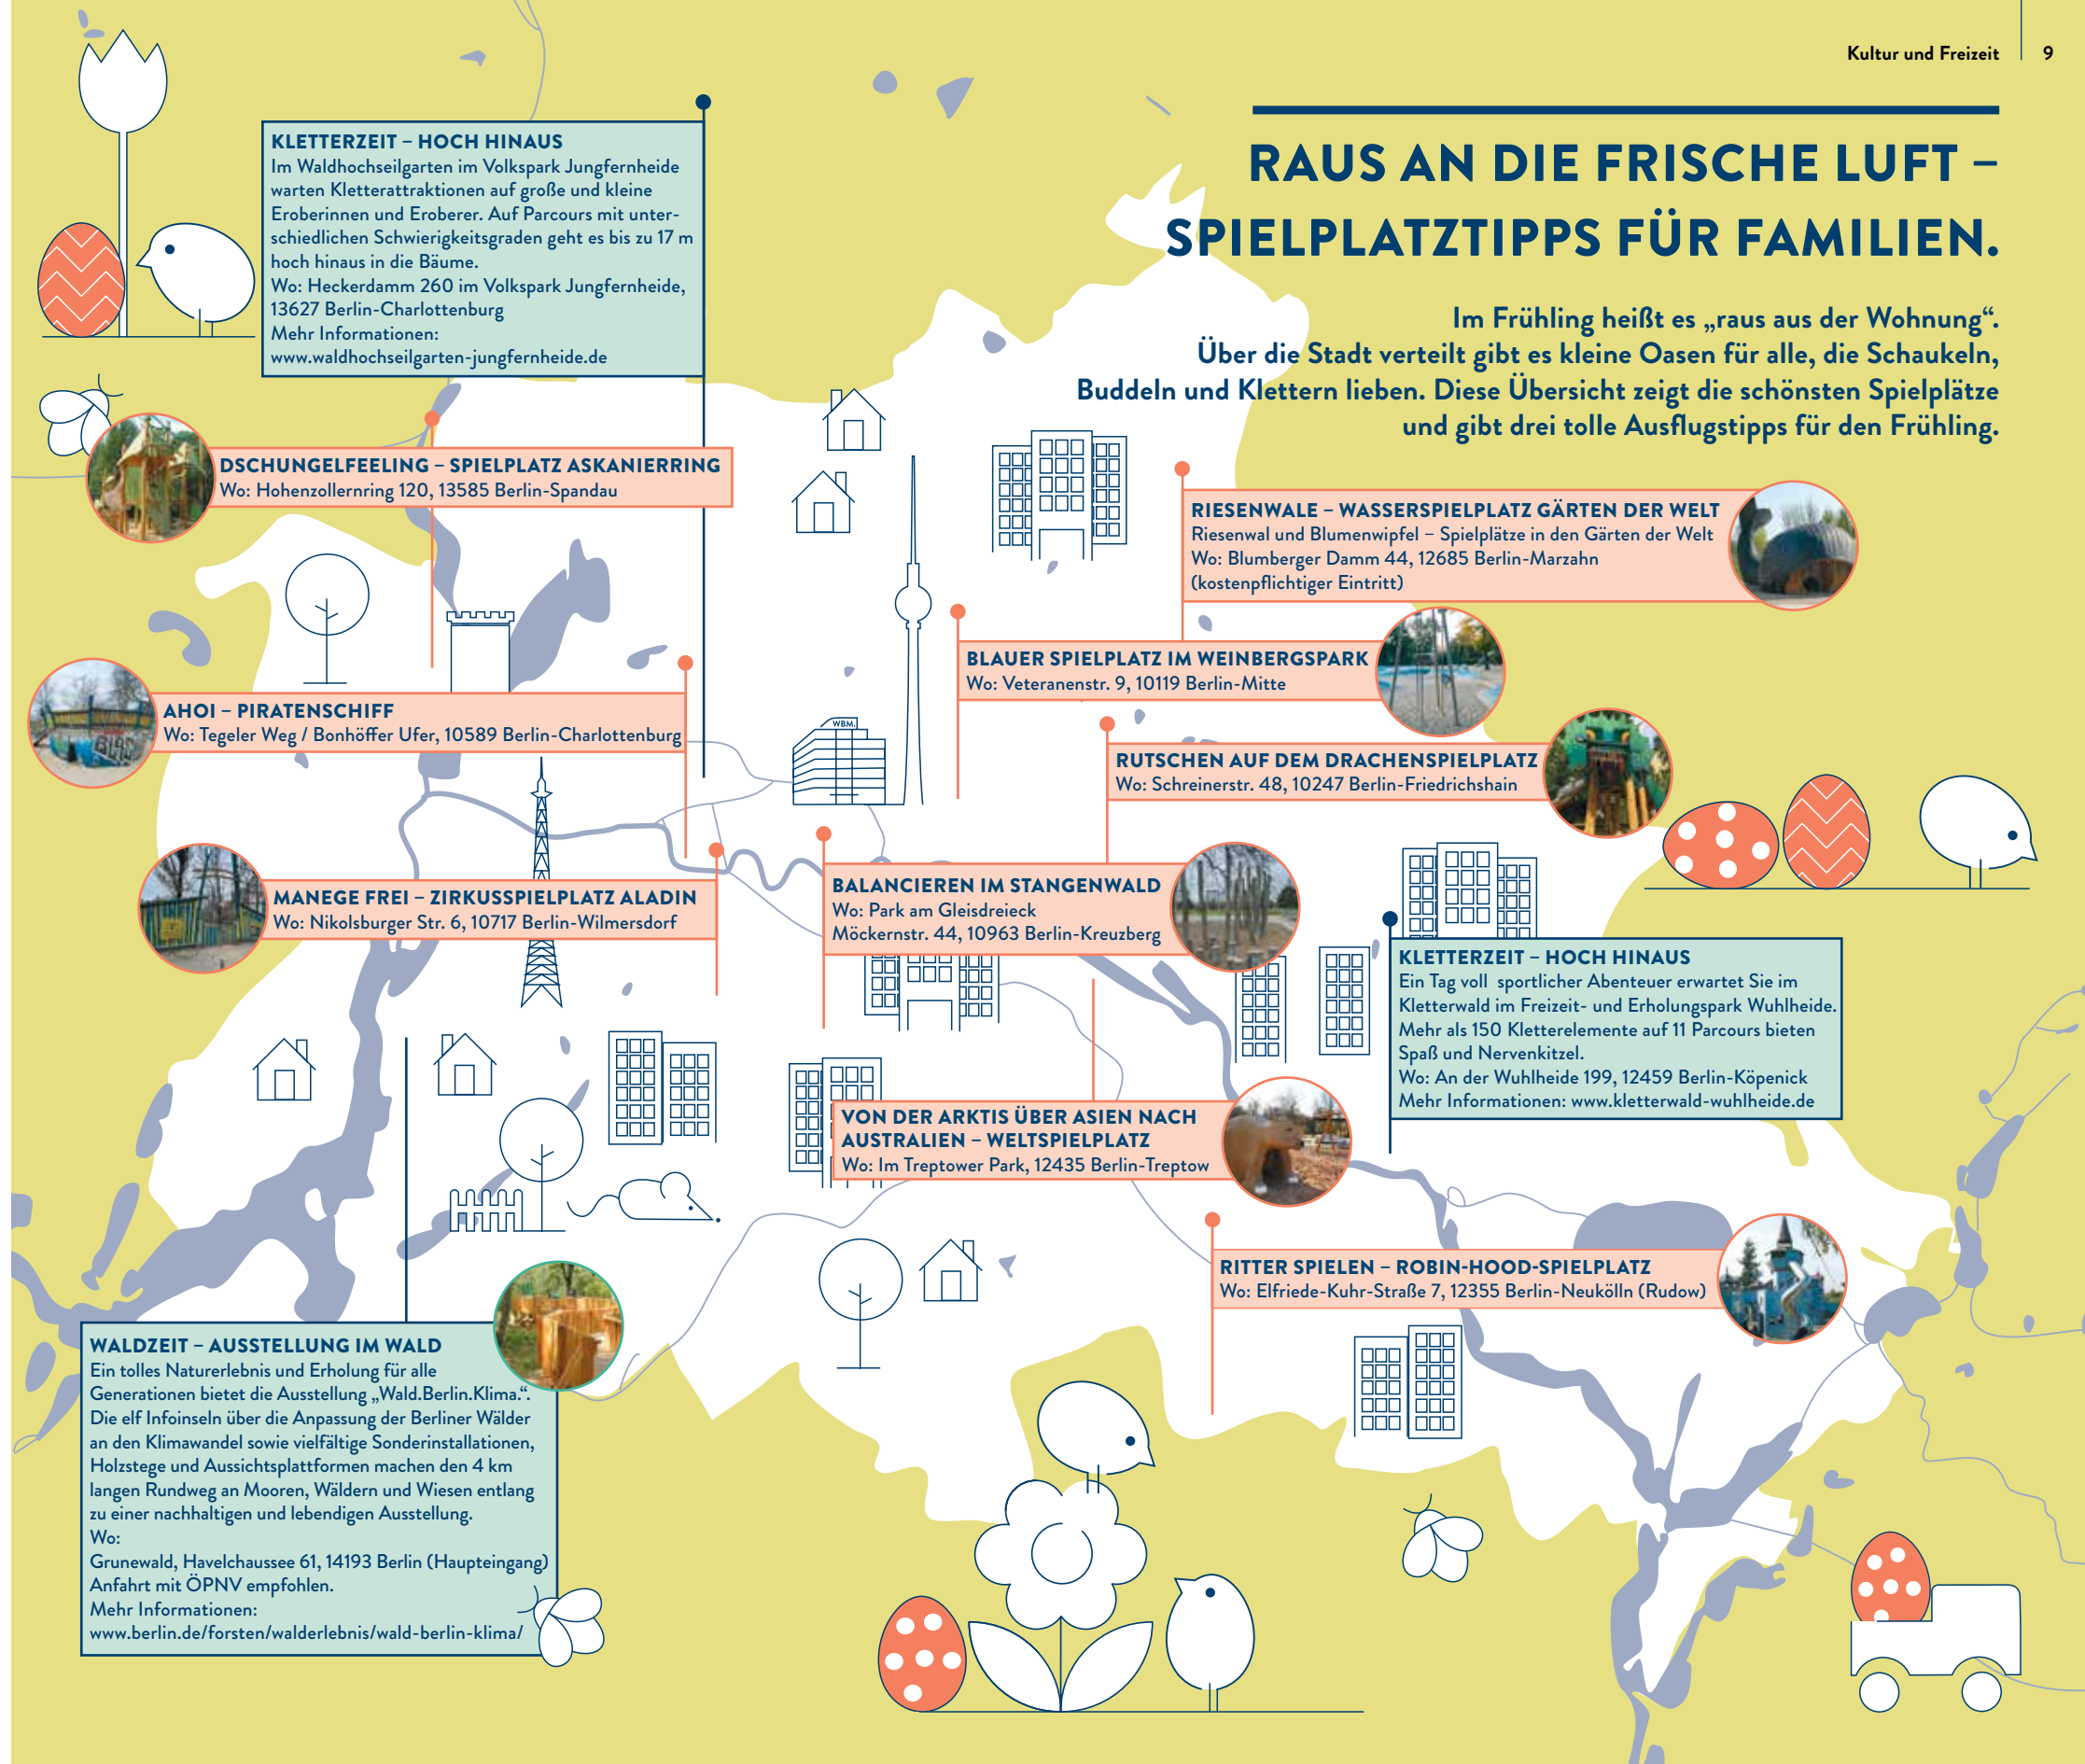 Kultur und Freizeit 9
RAUS AN DIE FRISCHE LUFT –
SPIELPLATZTIPPS FÜR FAMILIEN.
Im Frühling heißt es „raus aus der Wohnung“.
Über die Stadt verteilt gibt es kleine Oasen für alle, die Schaukeln,
Buddeln und Klettern lieben. Diese Übersicht zeigt die schönsten Spielplätze
und gibt drei tolle Ausflugstipps für den Frühling.
KLETTERZEIT – HOCH HINAUS
Im Waldhochseilgarten im Volkspark Jungfernheide
warten Kletterattraktionen auf große und kleine
Eroberinnen und Eroberer. Auf Parcours mit unter-
schiedlichen Schwierigkeitsgraden geht es bis zu 17 m
hoch hinaus in die Bäume.
Wo: Heckerdamm 260 im Volkspark Jungfernheide,
13627 Berlin-Charlottenburg
Mehr Informationen:
www.waldhochseilgarten-jungfernheide.de
DSCHUNGELFEELING – SPIELPLATZ ASKANIERRING
Wo: Hohenzollernring 120, 13585 Berlin-Spandau
RIESENWALE – WASSERSPIELPLATZ GÄRTEN DER WELT
Riesenwal und Blumenwipfel – Spielplätze in den Gärten der Welt
Wo: Blumberger Damm 44, 12685 Berlin-Marzahn
(kostenpflichtiger Eintritt)
BLAUER SPIELPLATZ IM WEINBERGSPARK
Wo: Veteranenstr. 9, 10119 Berlin-Mitte
AHOI – PIRATENSCHIFF
Wo: Tegeler Weg / Bonhöffer Ufer, 10589 Berlin-Charlottenburg
WBM.
RUTSCHEN AUF DEM DRACHENSPIELPLATZ
Wo: Schreinerstr. 48, 10247 Berlin-Friedrichshain
MANEGE FREI – ZIRKUSSPIELPLATZ ALADIN
Wo: Nikolsburger Str. 6, 10717 Berlin-Wilmersdorf
BALANCIEREN IM STANGENWALD
Wo: Park am Gleisdreieck
Möckernstr. 44, 10963 Berlin-Kreuzberg
KLETTERZEIT – HOCH HINAUS
Ein Tag voll sportlicher Abenteuer erwartet Sie im
Kletterwald im Freizeit- und Erholungspark Wuhlheide.
Mehr als 150 Kletterelemente auf 11 Parcours bieten
Spaß und Nervenkitzel.
Wo: An der Wuhlheide 199, 12459 Berlin-Köpenick
Mehr Informationen: www.kletterwald-wuhlheide.de
VON DER ARKTIS ÜBER ASIEN NACH
AUSTRALIEN – WELTSPIELPLATZ
Wo: Im Treptower Park, 12435 Berlin-Treptow
RITTER SPIELEN – ROBIN-HOOD-SPIELPLATZ
Wo: Elfriede-Kuhr-Straße 7, 12355 Berlin-Neukölln (Rudow)
WALDZEIT – AUSSTELLUNG IM WALD
Ein tolles Naturerlebnis und Erholung für alle
Generationen bietet die Ausstellung „Wald.Berlin.Klima.“.
Die elf Infoinseln über die Anpassung der Berliner Wälder
an den Klimawandel sowie vielfältige Sonderinstallationen,
Holzstege und Aussichtsplattformen machen den 4 km
langen Rundweg an Mooren, Wäldern und Wiesen entlang
zu einer nachhaltigen und lebendigen Ausstellung.
Wo:
Grunewald, Havelchaussee 61, 14193 Berlin (Haupteingang)
Anfahrt mit ÖPNV empfohlen.
Mehr Informationen:
www.berlin.de/forsten/walderlebnis/wald-berlin-klima/